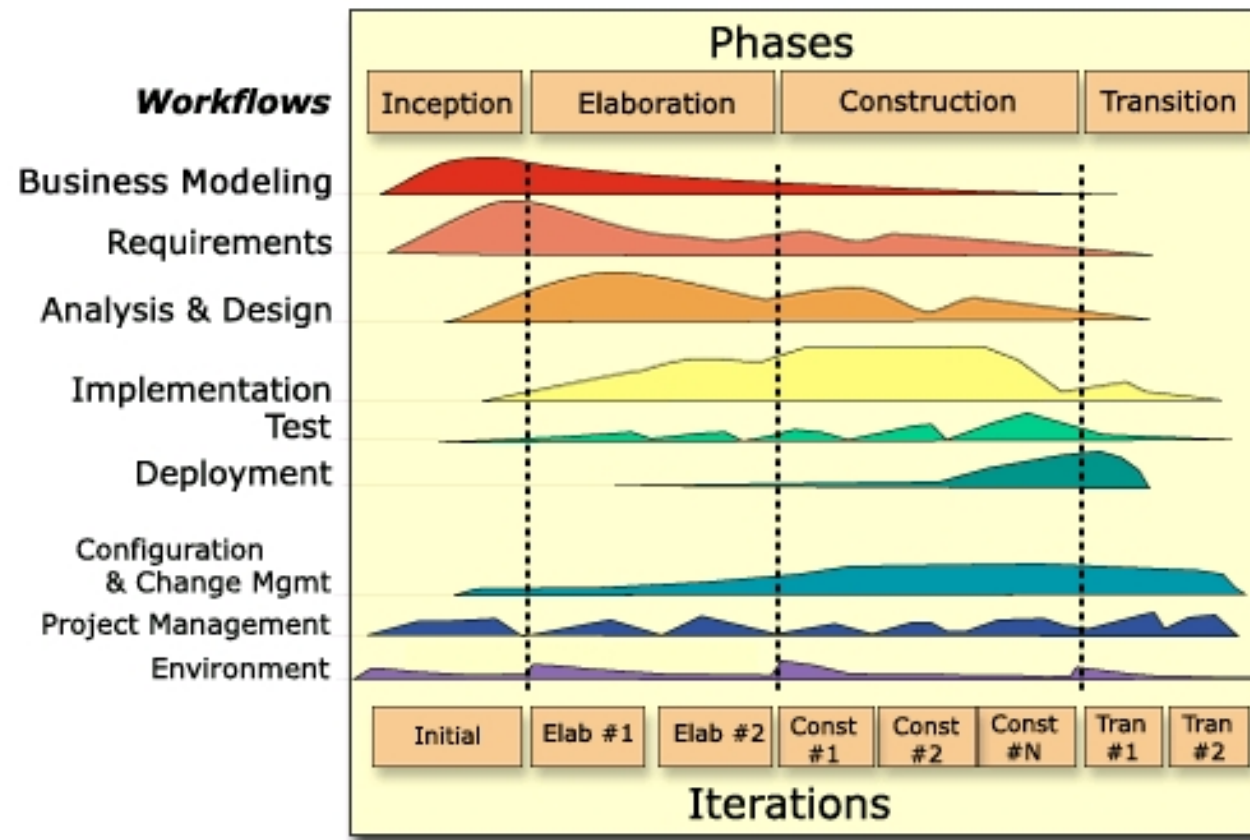 Phases
Workflows
Inception
Elaboration
Construction
Transition
Business Modeling
Requirements
Analysis & Design
Implementation
Test
Deployment
Configuration
& Change Mgmt
Project Management
Environment
Initial
Elab #1
Elab #2
Const
#1
Const
#2
Const
#N
Tran
#1
Tran
#2
Iterations